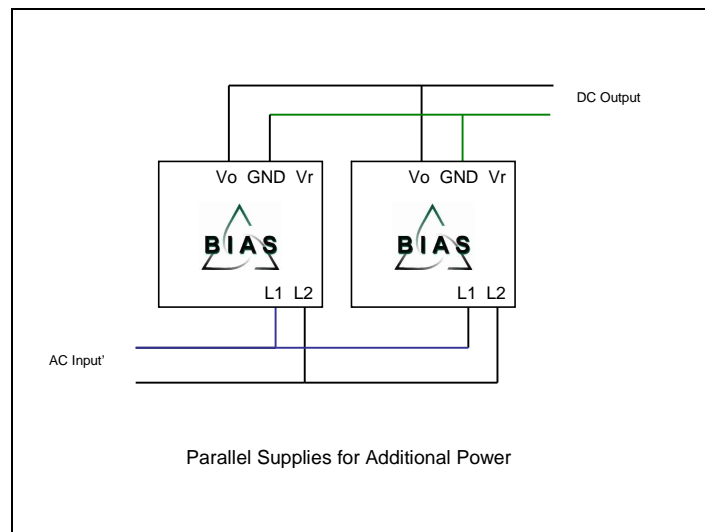 DC Output
Vo GND Vr
Vo GND Vr
BIAS
BIAS
L1 L2
L1 L2
AC Input'
Parallel Supplies for Additional Power